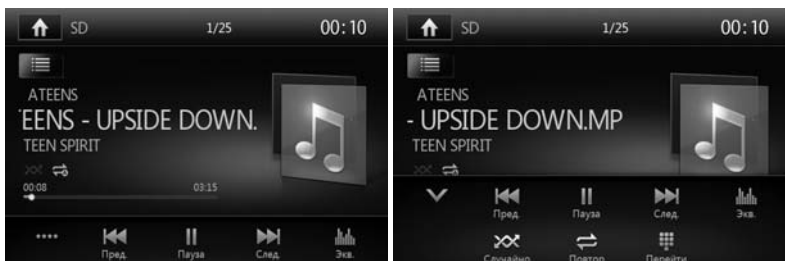 SD 1/25 00:10
ATEENS
EENS - UPSIDE DOWN.
TEEN SPIRIT
00:08 03:15
Пред. Пауза След. Экв.
SD 1/25 00:10
ATEENS
- UPSIDE DOWN.MP
TEEN SPIRIT
Пред. Пауза След. Экв.
Случайно Повтор Перейти